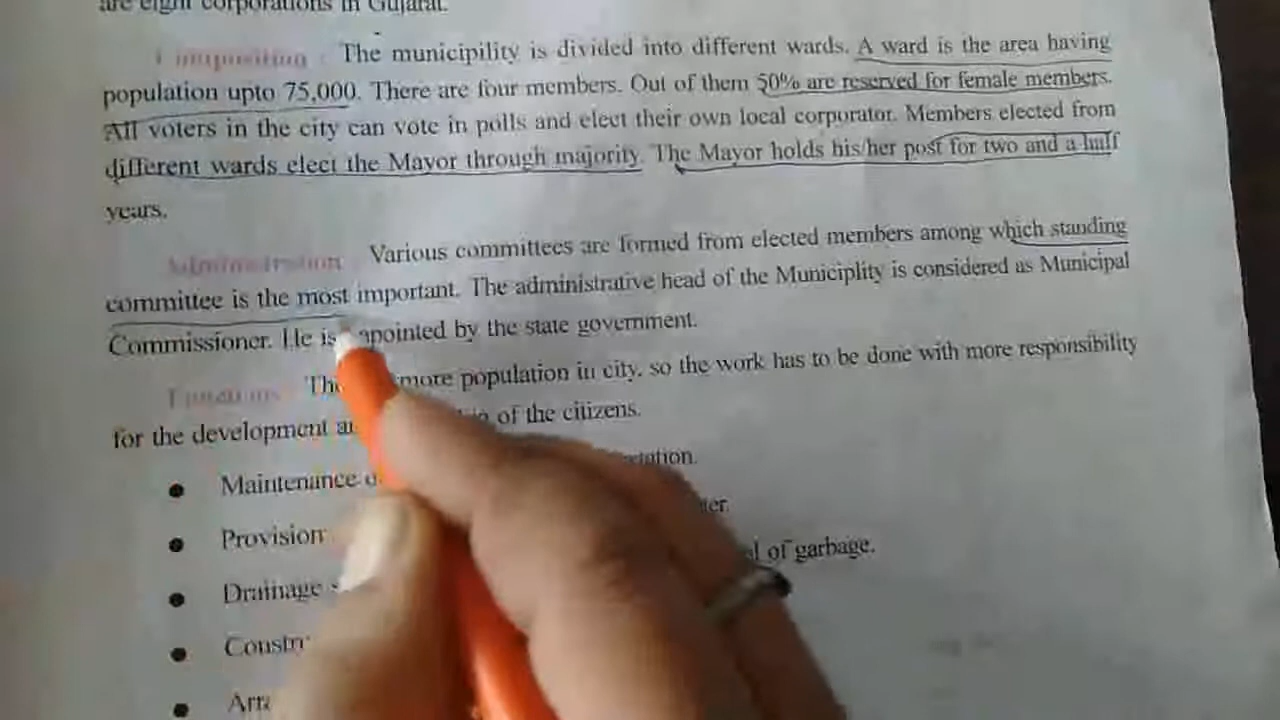 are eight corporations in Gujarat.
Composition : The municipility is divided into different wards. A ward is the area having
population upto 75,000. There are four members. Out of them 50% are reserved for female members.
All voters in the city can vote in polls and elect their own local corporator. Members elected from
different wards elect the Mayor through majority. The Mayor holds his/her post for two and a half
years.
Administration : Various committees are formed from elected members among which standing
committee is the most important. The administrative head of the Municiplity is considered as Municipal
Commissioner. He is apointed by the state government.
Functions : more population in city, so the work has to be done with more responsibility
for the development of the citizens.
● Maintenance
● Provision
● Drainage of garbage.
●
●